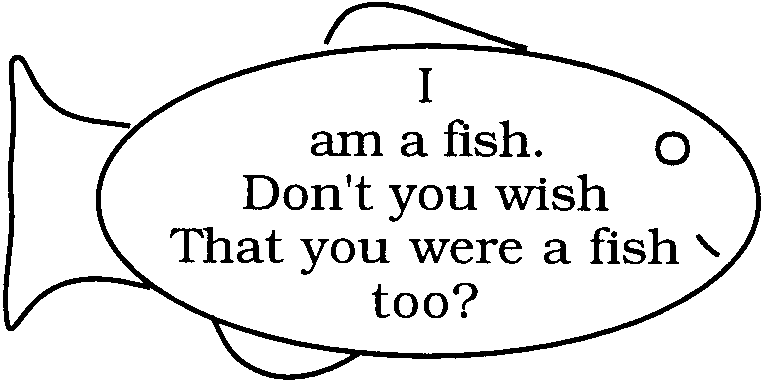 I
am a fish.
Don't you wish
That you were a fish
too?